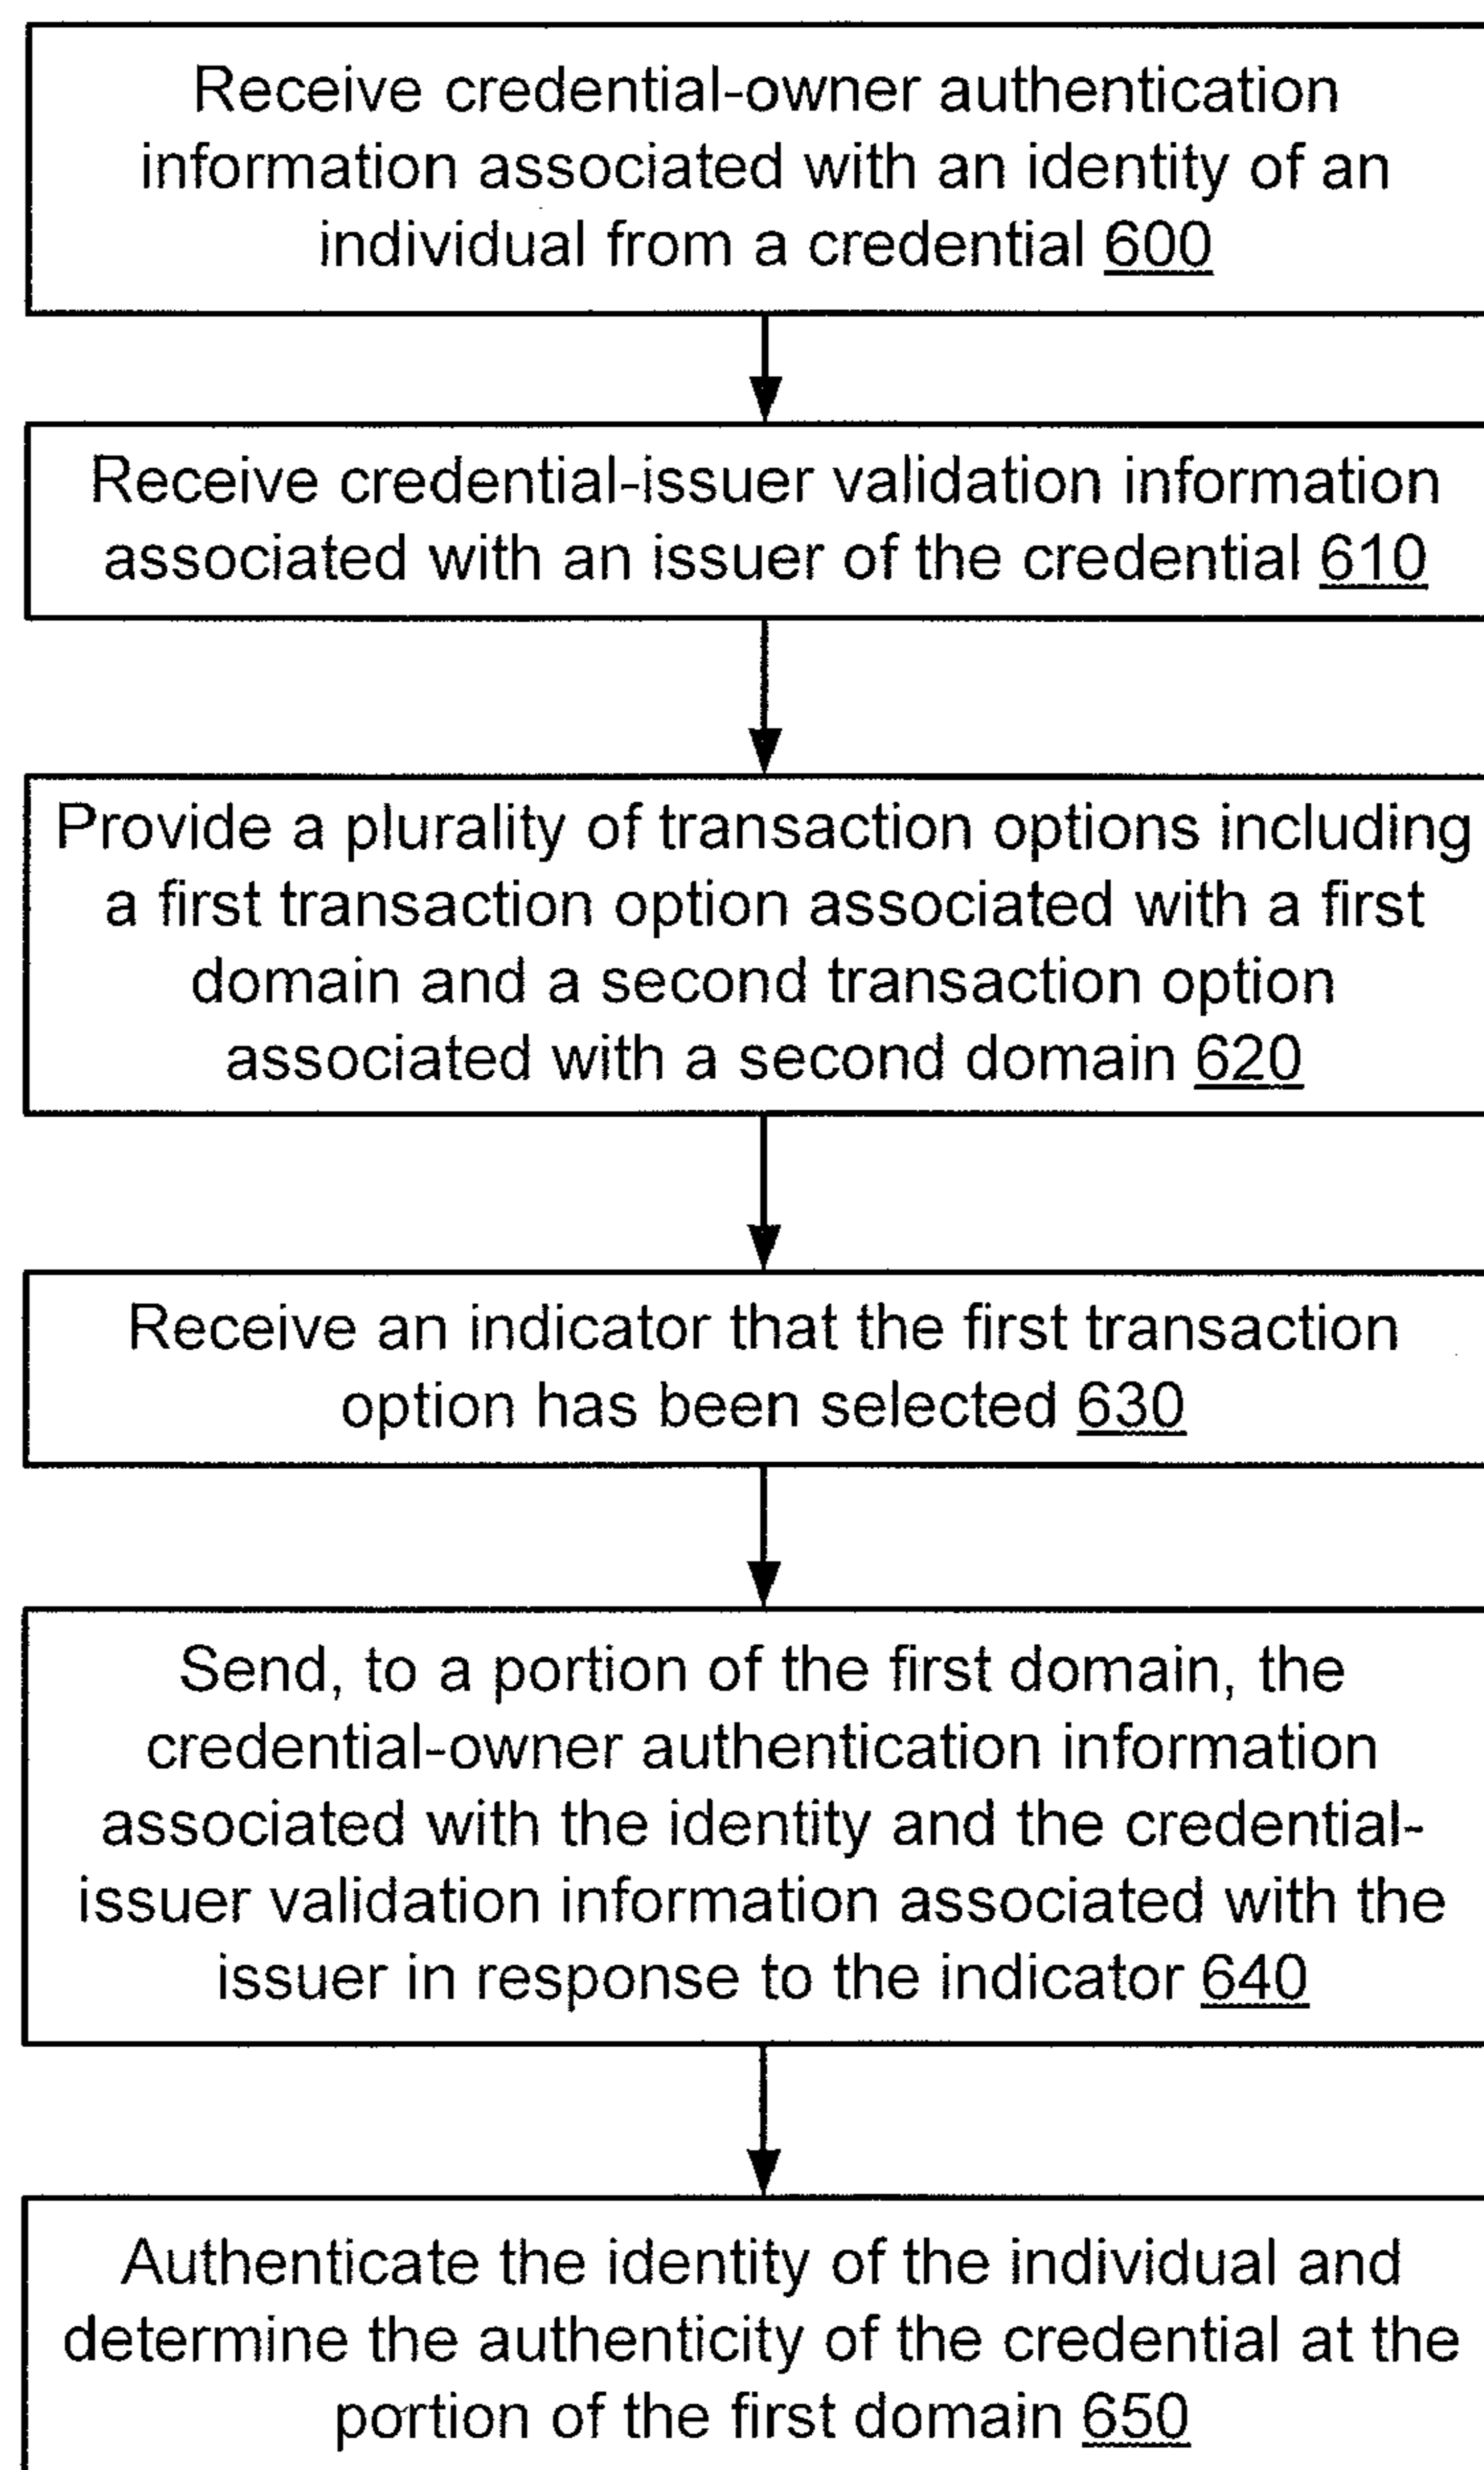 Receive credential-owner authentication
information associated with an identity of an
individual from a credential 600
Receive credential-issuer validation information
associated with an issuer of the credential 610
Provide a plurality of transaction options including
a first transaction option associated with a first
domain and a second transaction option
associated with a second domain 620
Receive an indicator that the first transaction
option has been selected 630
Send, to a portion of the first domain, the
credential-owner authentication information
associated with the identity and the credential-
issuer validation information associated with the
issuer in response to the indicator 640
Authenticate the identity of the individual and
determine the authenticity of the credential at the
portion of the first domain 650